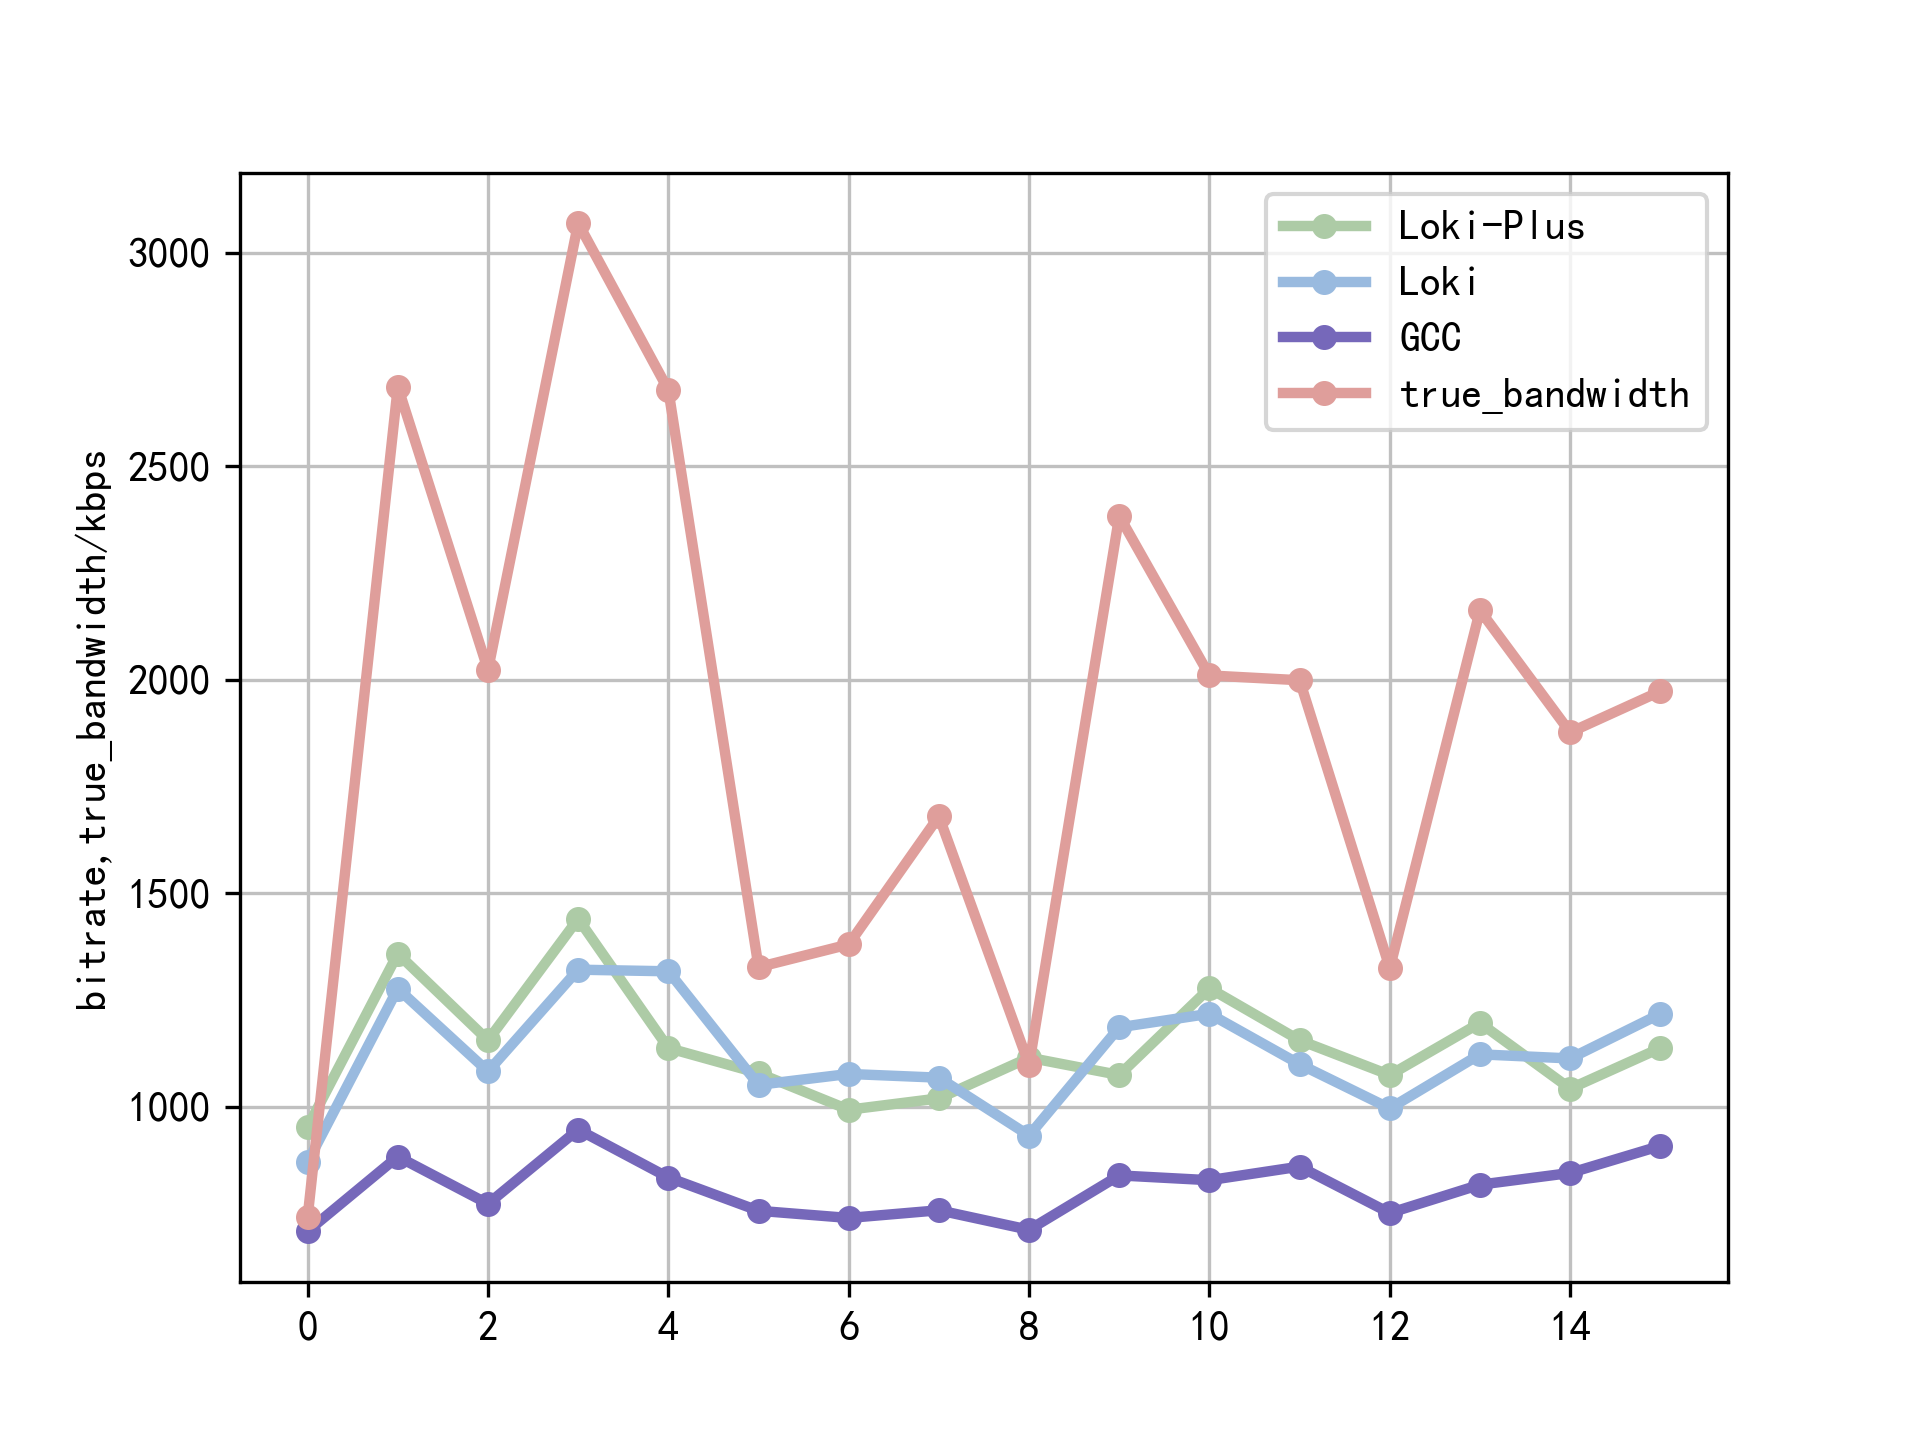 Loki-Plus
Loki
GCC
true_bandwidth
bitrate,true_bandwidth/kbps
3000
2500
2000
1500
1000
0 2 4 6 8 10 12 14